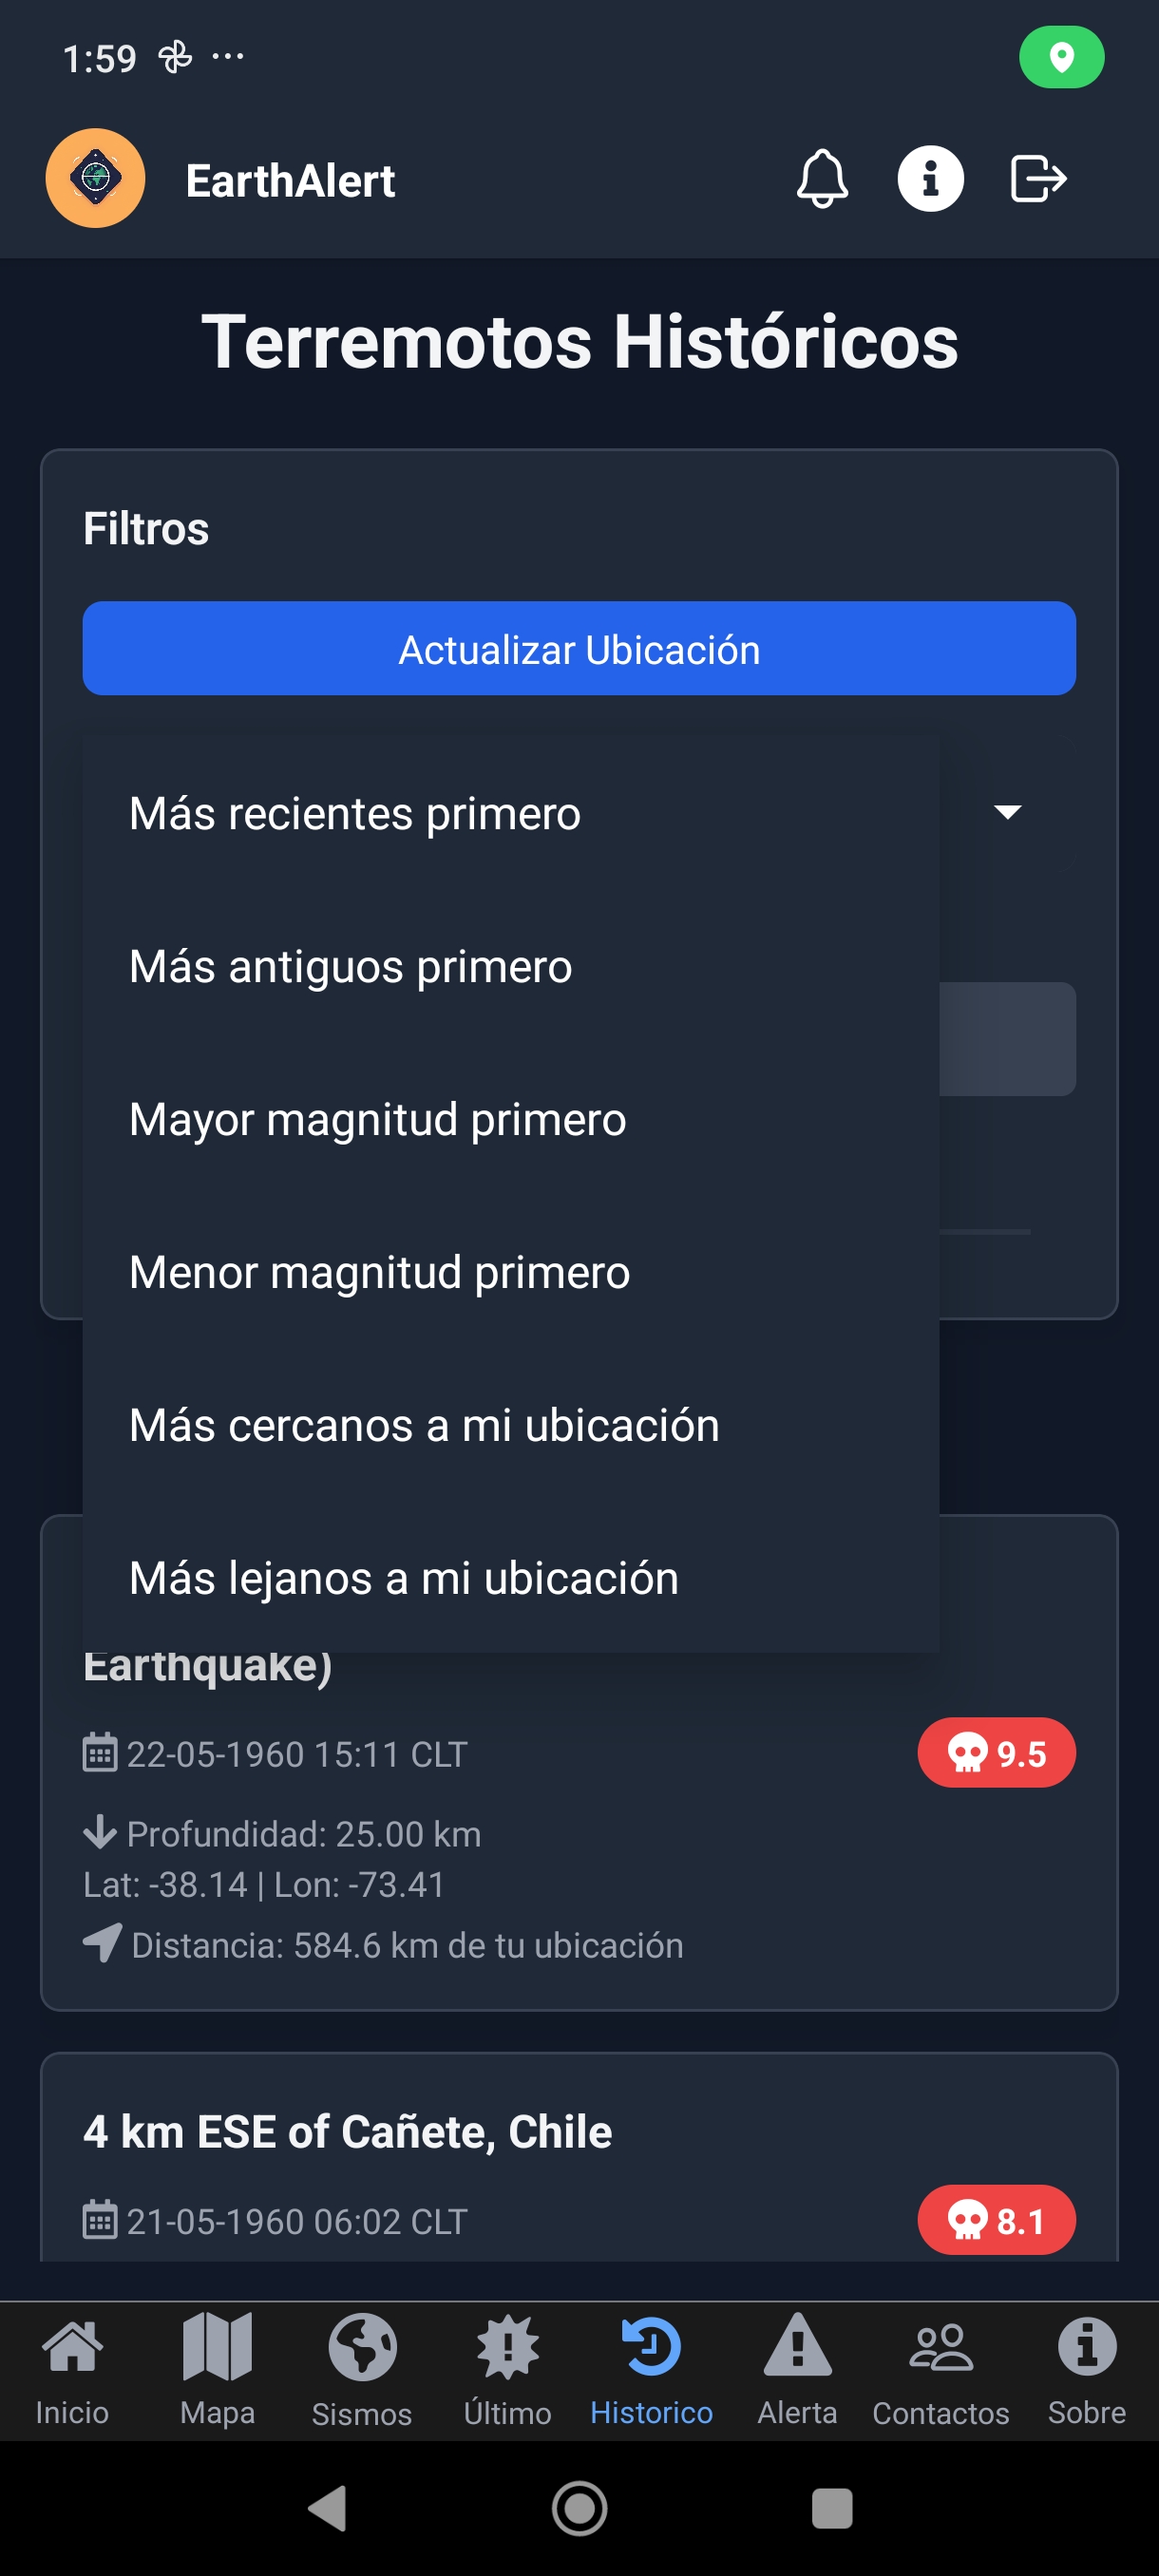 1:59
EarthAlert
Terremotos Históricos
Filtros
Actualizar Ubicación
Más recientes primero
Más antiguos primero
Mayor magnitud primero
Menor magnitud primero
Más cercanos a mi ubicación
Más lejanos a mi ubicación
Earthquake)
22-05-1960 15:11 CLT
9.5
Profundidad: 25.00 km
Lat: -38.14 | Lon: -73.41
Distancia: 584.6 km de tu ubicación
4 km ESE of Cañete, Chile
21-05-1960 06:02 CLT
8.1
Inicio Mapa Sismos Último Historico Alerta Contactos Sobre